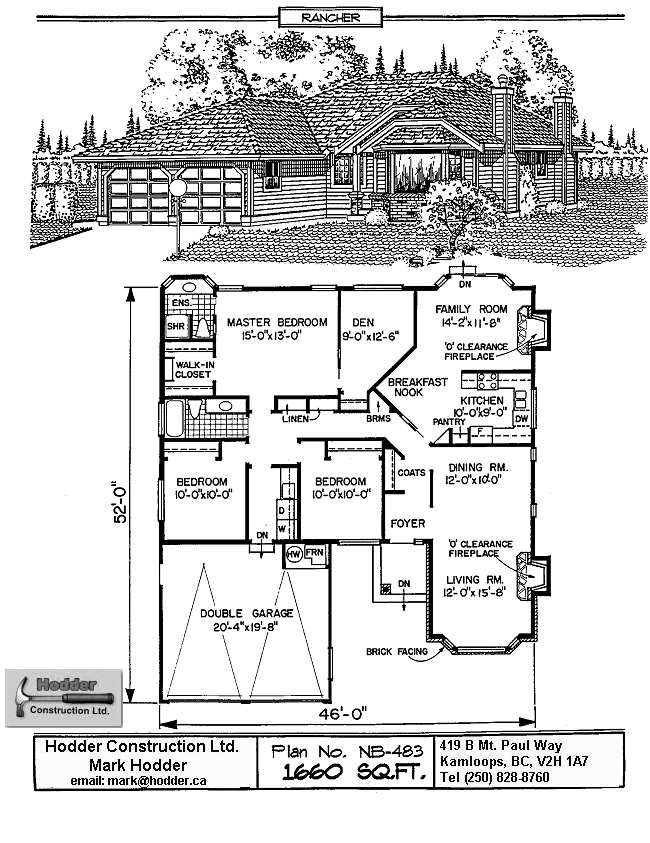 RANCHER
DN
ENS.
SHR
MASTER BEDROOM
15'-0"x13'-0"
DEN
9'-0"x12'-6"
FAMILY ROOM
14'-2"x11'-8"
'O' CLEARANCE
FIREPLACE
WALK-IN
CLOSET
BREAKFAST
NOOK
KITCHEN
10'-0"x9'-0"
DW
LINEN
BRMS
PANTRY
F
BEDROOM
10'-0"x10'-0"
BEDROOM
10'-0"x10'-0"
COATS
DINING RM.
12'-0"x10'-0"
D
W
FOYER
DN
HW
FRN
'O' CLEARANCE
FIREPLACE
DN
LIVING RM.
12'-0"x15'-8"
DOUBLE GARAGE
20'-4"x19'-8"
BRICK FACING
52'-0"
46'-0"
Hodder
Construction Ltd.
Hodder Construction Ltd.
Mark Hodder
email: mark@hodder.ca
Plan No. NB-483
1660 SQ.FT.
419 B Mt. Paul Way
Kamloops, BC, V2H 1A7
Tel (250) 828-8760